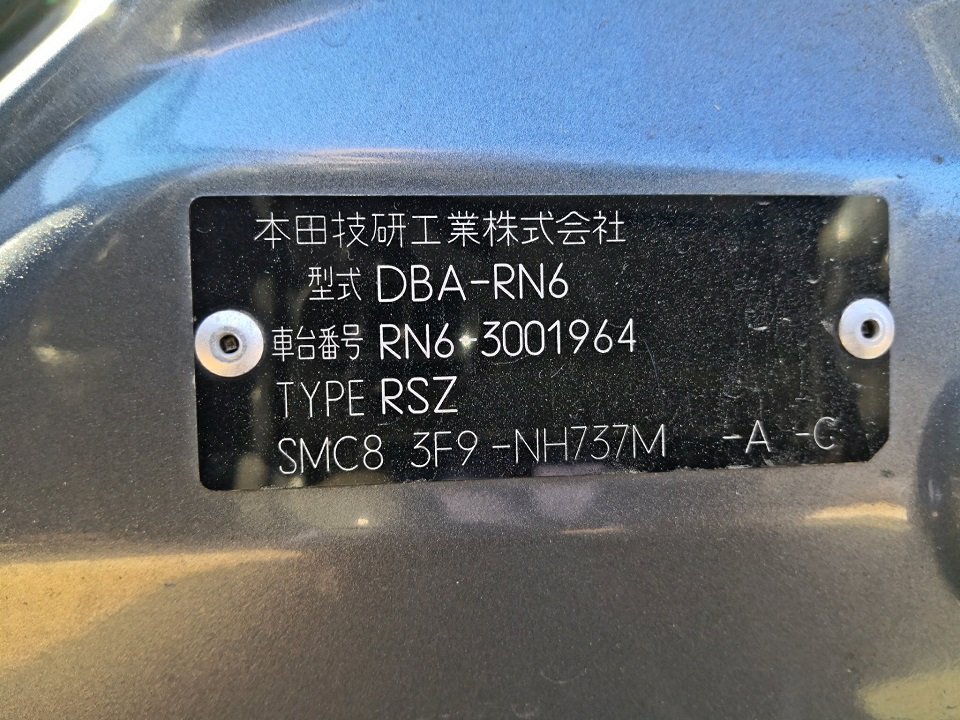 本田技研工業株式会社
型式 DBA-RN6
車台番号 RN6-3001964
TYPE RSZ
SMC8 3F9 -NH737M -A -C